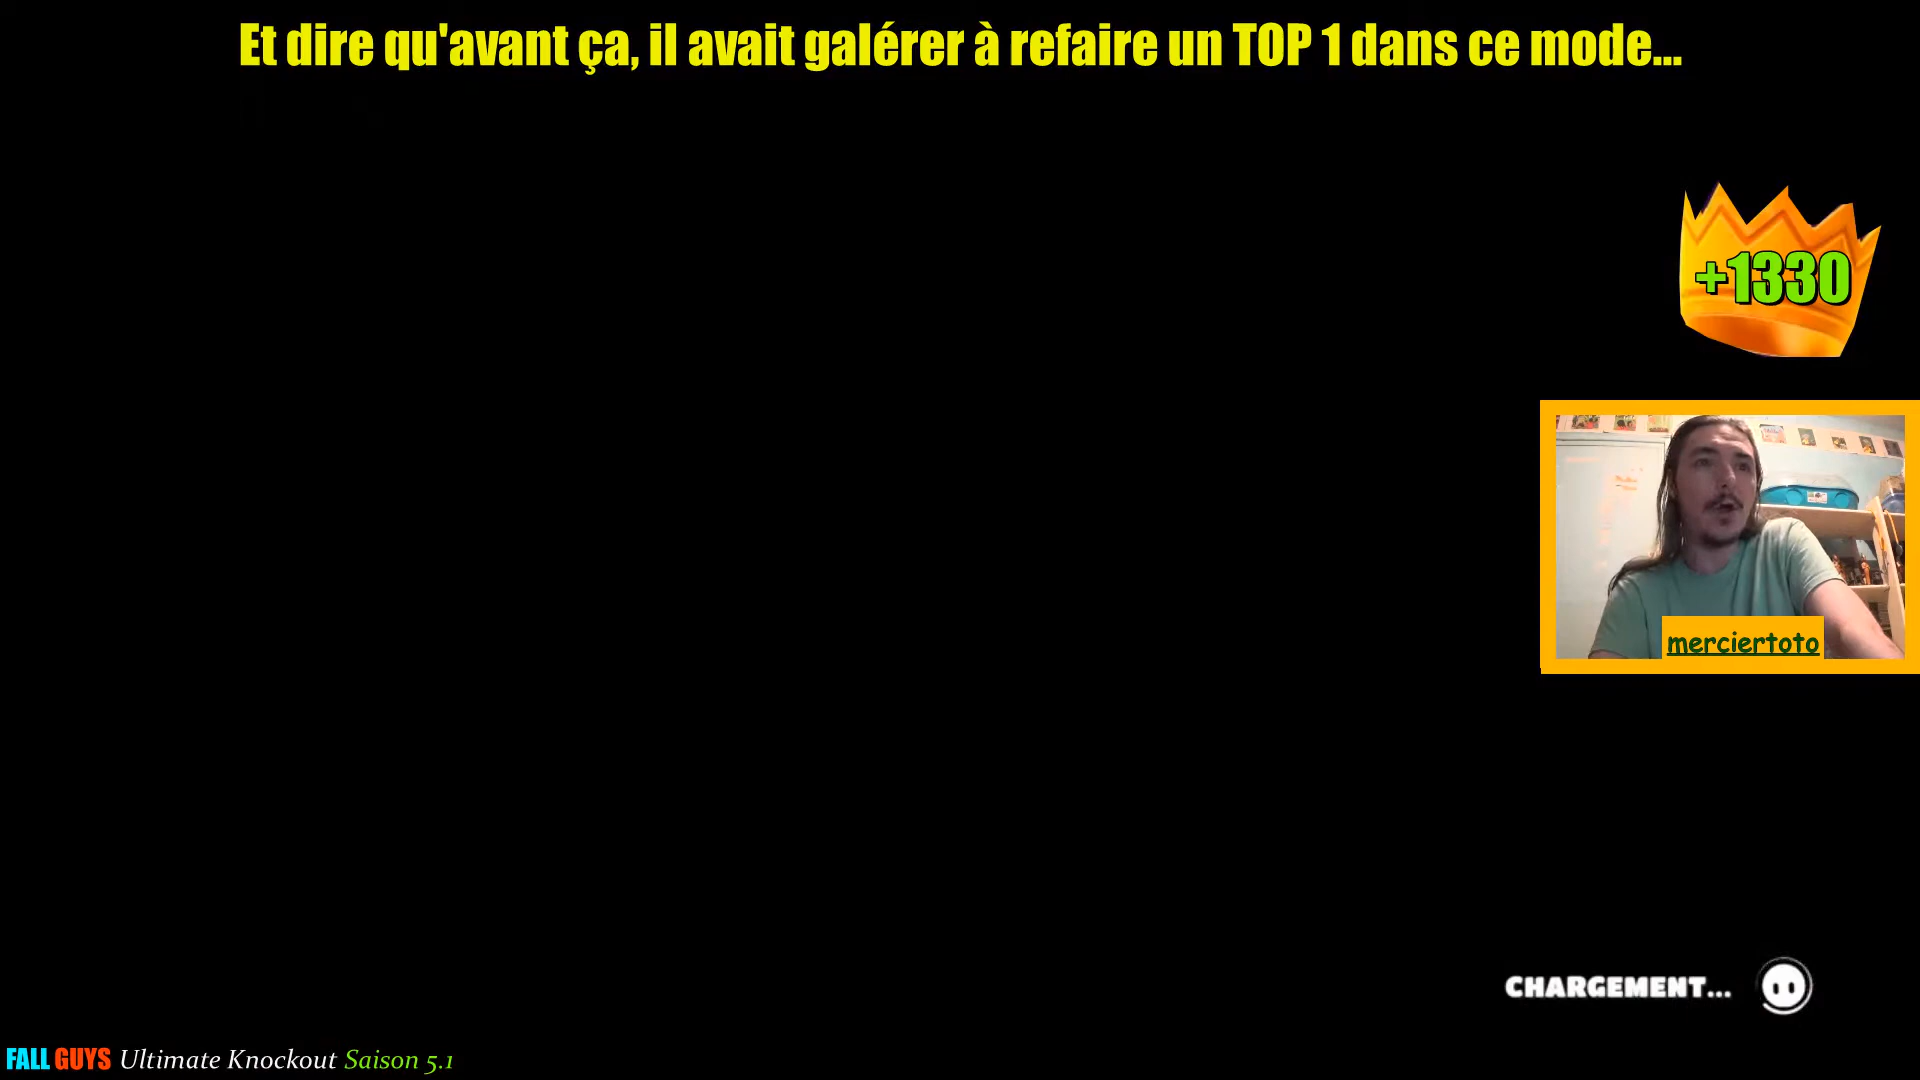 Et dire qu'avant ça, il avait galérer à refaire un TOP 1 dans ce mode...
+1330
merciertoto
CHARGEMENT...
FALL GUYS Ultimate Knockout Saison 5.1